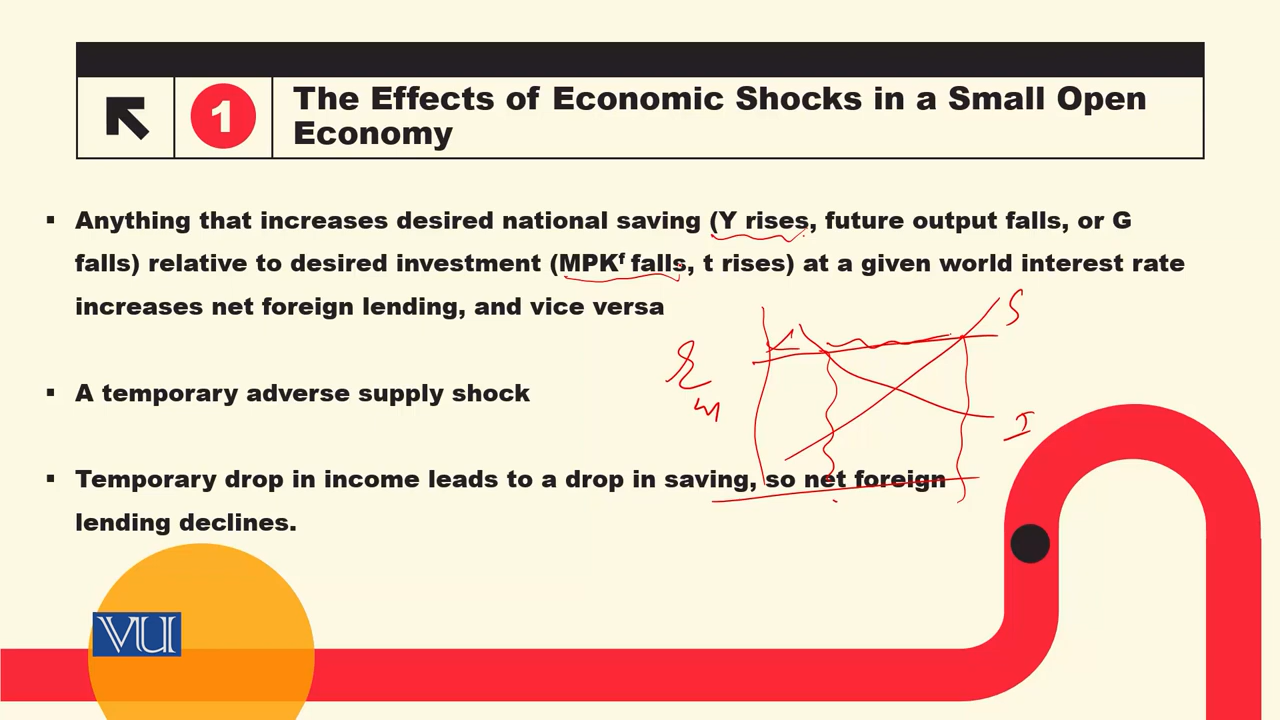 1
The Effects of Economic Shocks in a Small Open
Economy
▪ Anything that increases desired national saving (Y rises, future output falls, or G
falls) relative to desired investment (MPKᶠ falls, t rises) at a given world interest rate
increases net foreign lending, and vice versa
S
▪ A temporary adverse supply shock
I
▪ Temporary drop in income leads to a drop in saving, so net foreign
lending declines.
VU